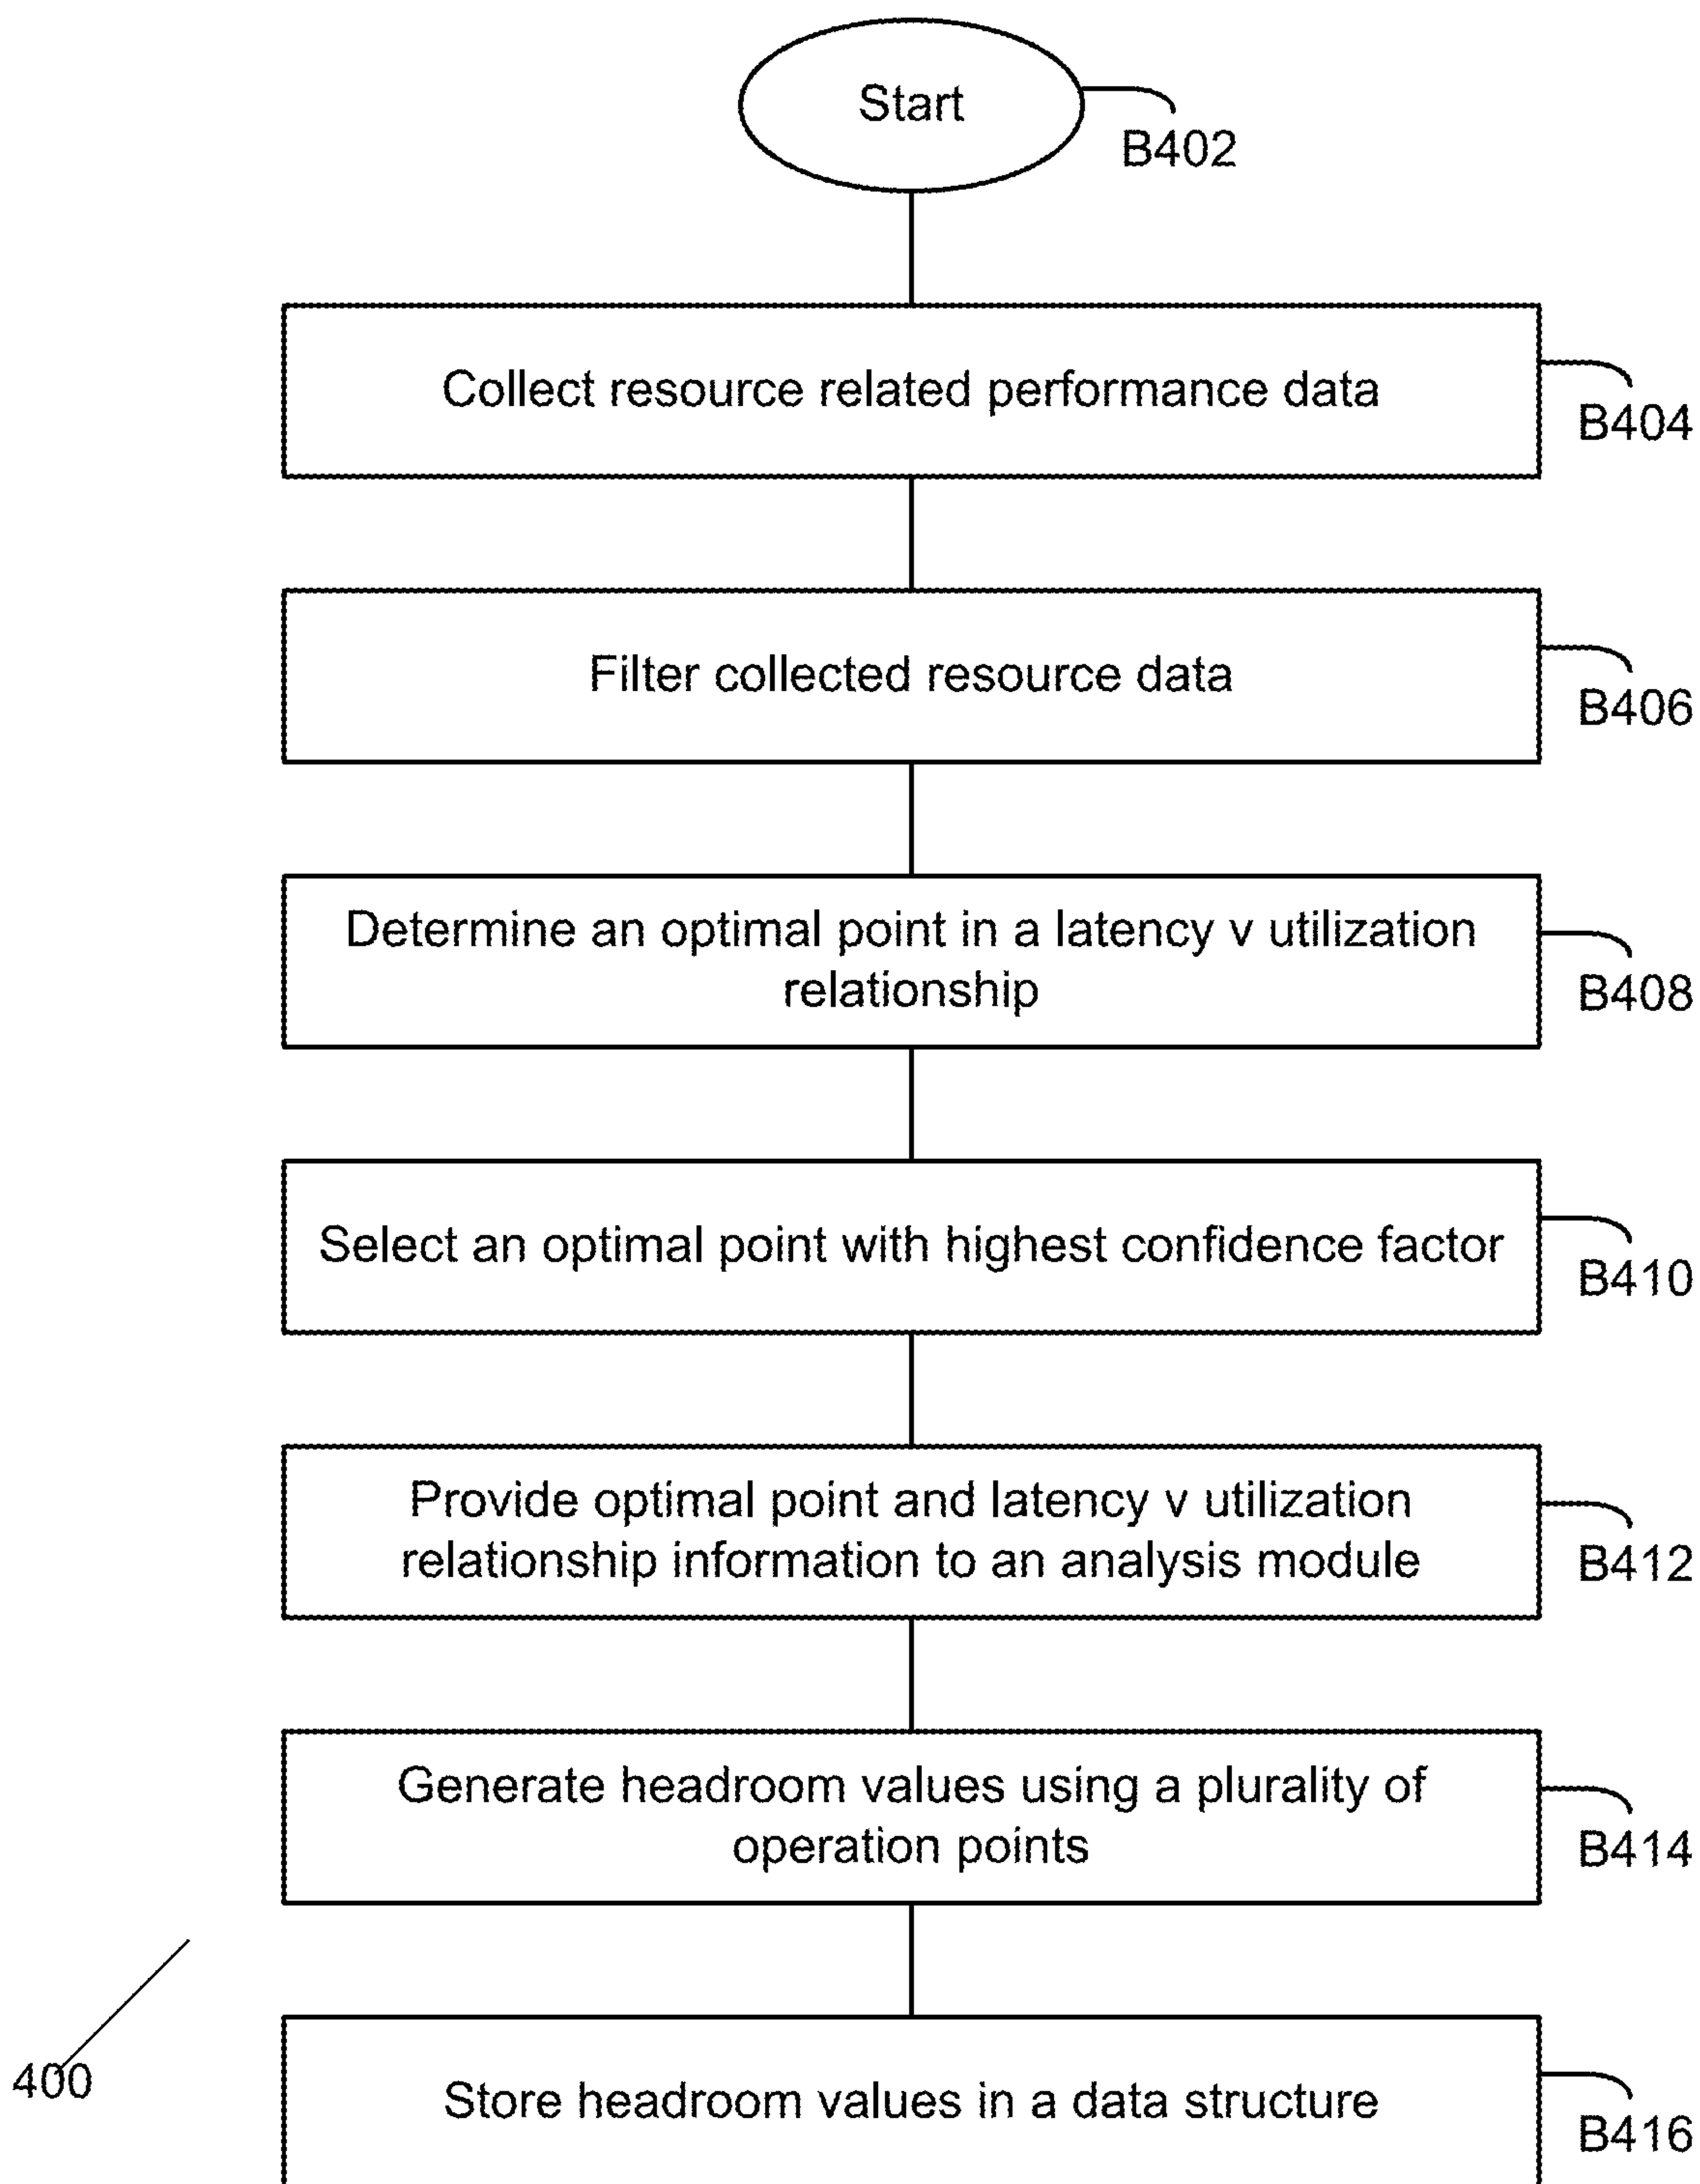 Start
B402
Collect resource related performance data
B404
Filter collected resource data
B406
Determine an optimal point in a latency v utilization
relationship
B408
Select an optimal point with highest confidence factor
B410
Provide optimal point and latency v utilization
relationship information to an analysis module
B412
Generate headroom values using a plurality of
operation points
B414
400
Store headroom values in a data structure
B416